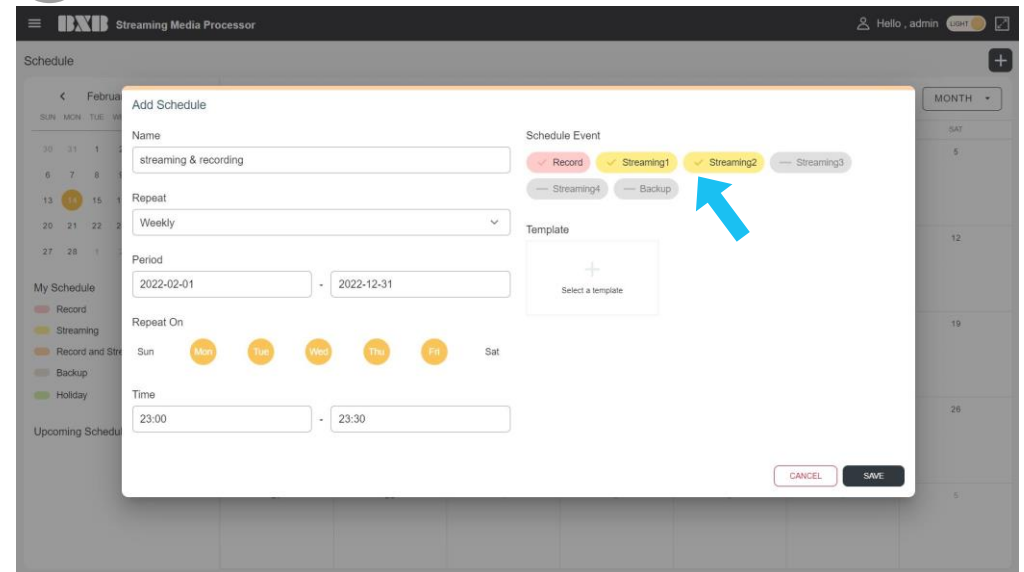 BXB Streaming Media Processor
Hello , admin LIGHT
Schedule
Februa
MONTH
SUN MON TUE
SAT
30 31 1
6 7 8
13 14 15
20 21 22
27 28 1
My Schedule
Record
Streaming
Record and Stre
Backup
Holiday
Upcoming Schedul
Add Schedule
Name
streaming & recording
Repeat
Weekly
Period
2022-02-01 - 2022-12-31
Repeat On
Sun Mon Tue Wed Thu Fri Sat
Time
23:00 - 23:30
Schedule Event
Record Streaming1 Streaming2 Streaming3
Streaming4 Backup
Template
Select a template
CANCEL SAVE
5
12
19
26
5